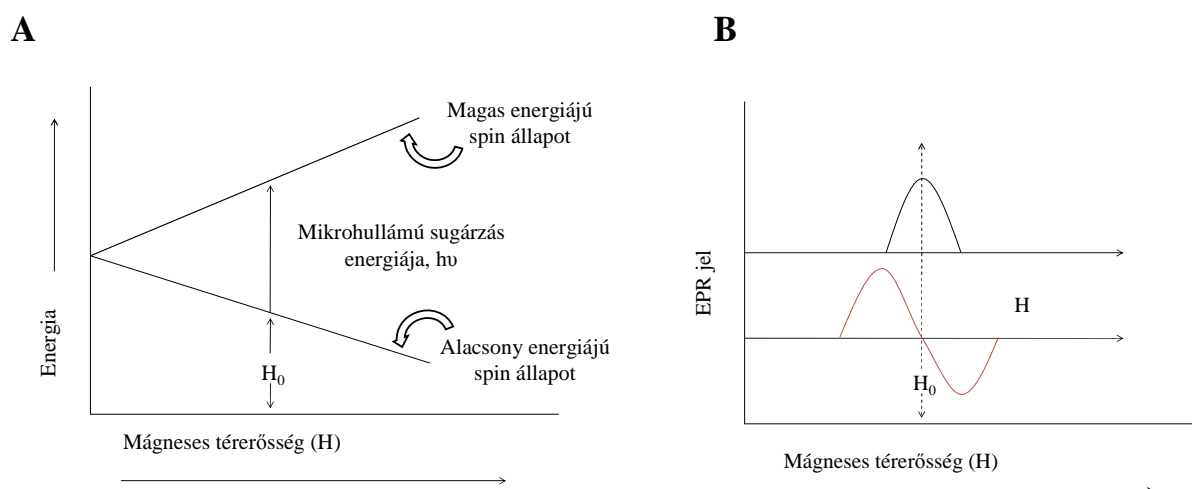 A
Magas energiájú
spin állapot
Mikrohullámú sugárzás
energiája, hυ
Energia
H₀
Alacsony energiájú
spin állapot
Mágneses térerősség (H)
B
EPR jel
H
H₀
Mágneses térerősség (H)